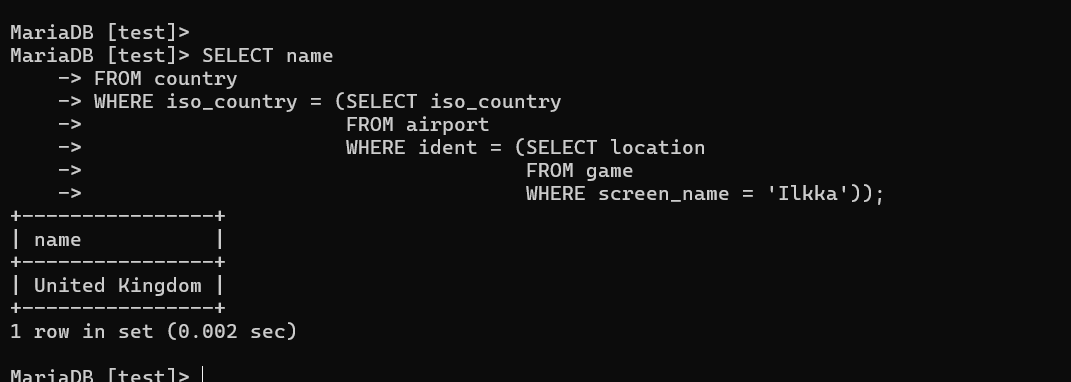 MariaDB [test]>
MariaDB [test]> SELECT name
    -> FROM country
    -> WHERE iso_country = (SELECT iso_country
    ->                      FROM airport
    ->                      WHERE ident = (SELECT location
    ->                                     FROM game
    ->                                     WHERE screen_name = 'Ilkka'));
+----------------+
| name           |
+----------------+
| United Kingdom |
+----------------+
1 row in set (0.002 sec)
MariaDB [test]>